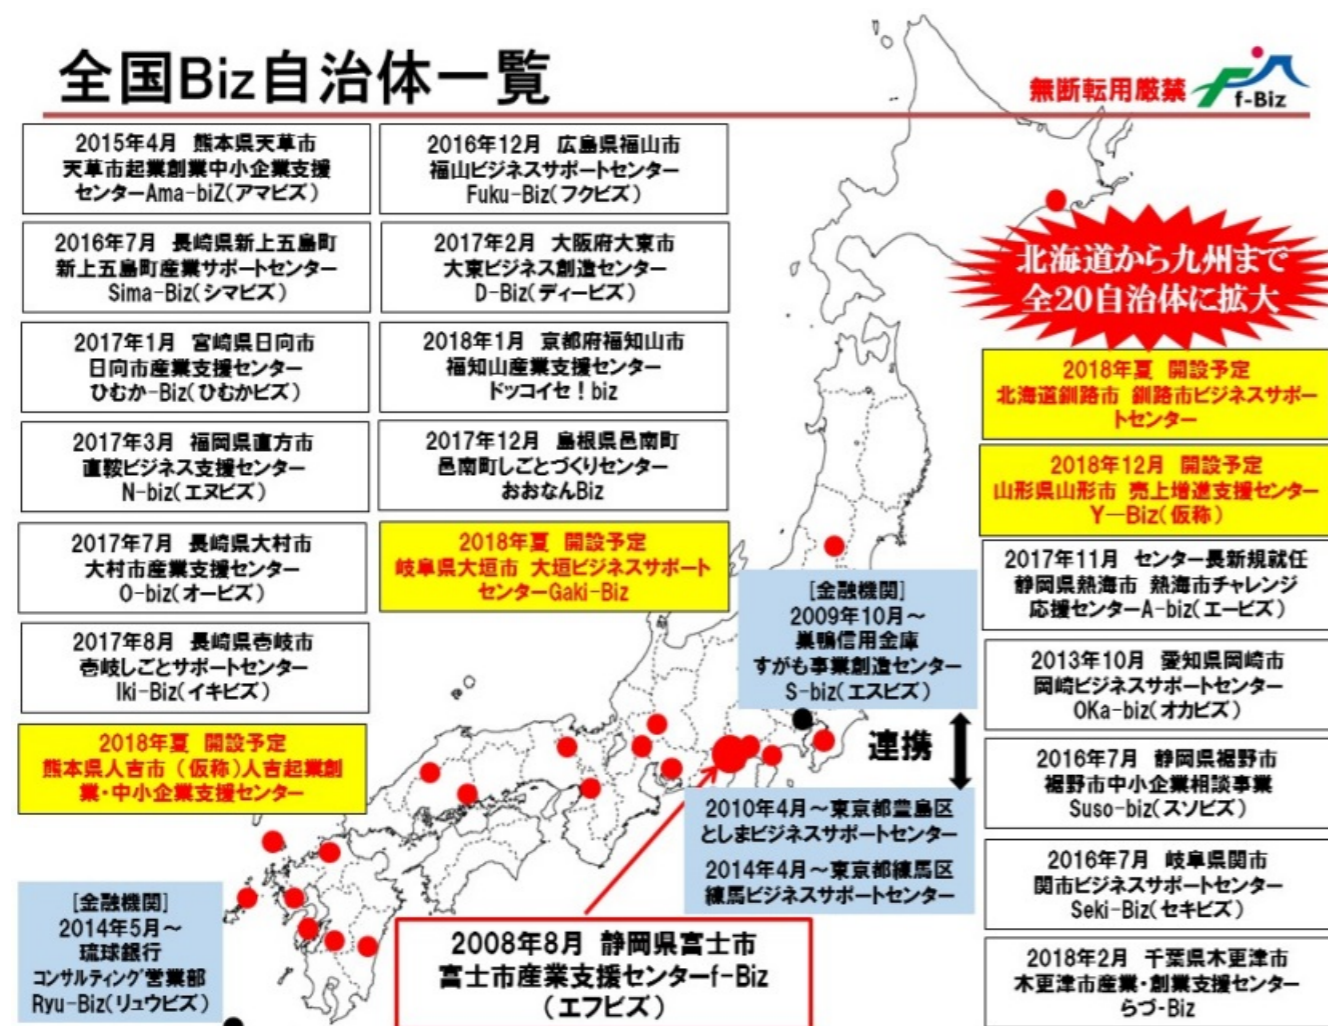 全国Biz自治体一覧
無断転用厳禁
f-Biz
2015年4月 熊本県天草市
天草市起業創業中小企業支援
センターAma-biZ(アマビズ)
2016年7月 長崎県新上五島町
新上五島町産業サポートセンター
Sima-Biz(シマビズ)
2017年1月 宮崎県日向市
日向市産業支援センター
ひむか-Biz(ひむかビズ)
2017年3月 福岡県直方市
直鞍ビジネス支援センター
N-biz(エヌビズ)
2017年7月 長崎県大村市
大村市産業支援センター
O-biz(オービズ)
2017年8月 長崎県壱岐市
壱岐しごとサポートセンター
Iki-Biz(イキビズ)
2018年夏 開設予定
熊本県人吉市 (仮称)人吉起業創
業・中小企業支援センター
[金融機関]
2014年5月～
琉球銀行
コンサルティング営業部
Ryu-Biz(リュウビズ)
2016年12月 広島県福山市
福山ビジネスサポートセンター
Fuku-Biz(フクビズ)
2017年2月 大阪府大東市
大東ビジネス創造センター
D-Biz(ディービズ)
2018年1月 京都府福知山市
福知山産業支援センター
ドッコイセ！biz
2017年12月 島根県邑南町
邑南町しごとづくりセンター
おおなんBiz
2018年夏 開設予定
岐阜県大垣市 大垣ビジネスサポート
センターGaki-Biz
[金融機関]
2009年10月～
巣鴨信用金庫
すがも事業創造センター
S-biz(エスビズ)
連携
2010年4月～東京都豊島区
としまビジネスサポートセンター
2014年4月～東京都練馬区
練馬ビジネスサポートセンター
2008年8月 静岡県富士市
富士市産業支援センターf-Biz
(エフビズ)
北海道から九州まで
全20自治体に拡大
2018年夏 開設予定
北海道釧路市 釧路市ビジネスサポー
トセンター
2018年12月 開設予定
山形県山形市 売上増進支援センター
Y―Biz(仮称)
2017年11月 センター長新規就任
静岡県熱海市 熱海市チャレンジ
応援センターA-biz(エービズ)
2013年10月 愛知県岡崎市
岡崎ビジネスサポートセンター
OKa-biz(オカビズ)
2016年7月 静岡県裾野市
裾野市中小企業相談事業
Suso-biz(スソビズ)
2016年7月 岐阜県関市
関市ビジネスサポートセンター
Seki-Biz(セキビズ)
2018年2月 千葉県木更津市
木更津市産業・創業支援センター
らづ-Biz